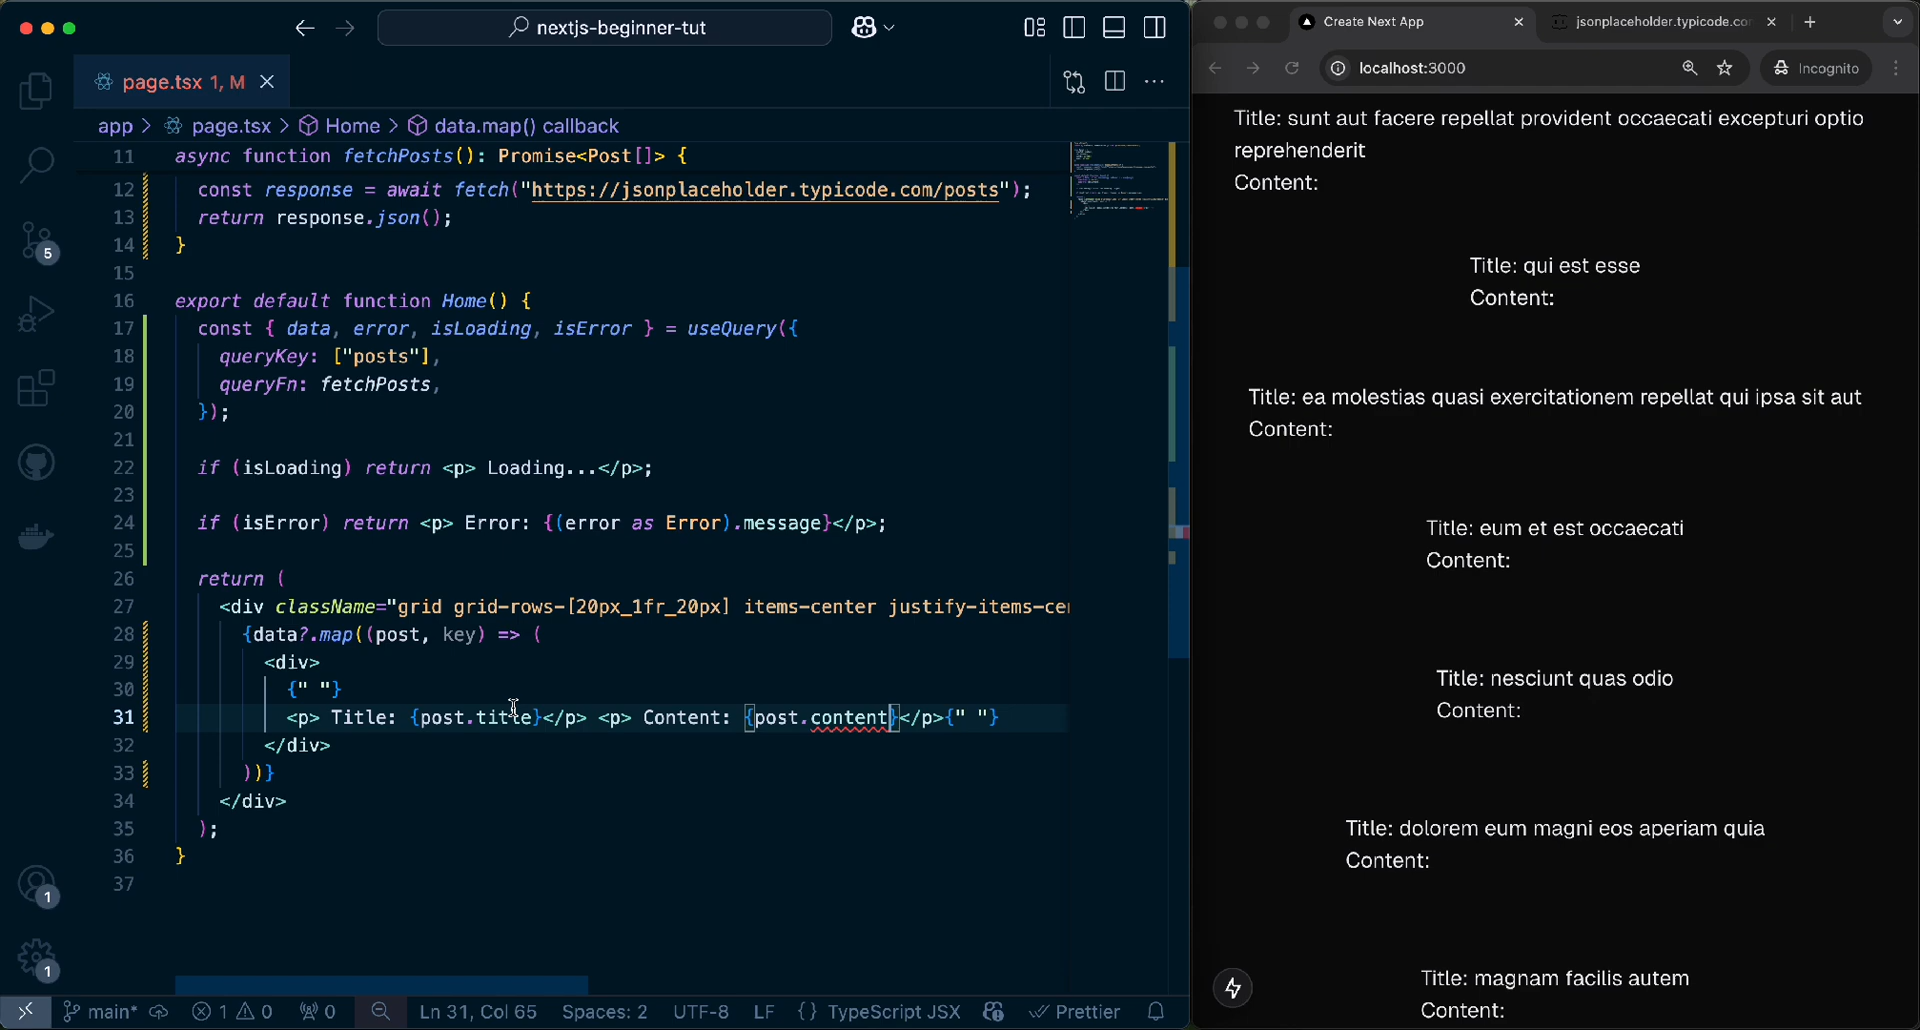 nextjs-beginner-tut
page.tsx 1, M
app > page.tsx > Home > data.map() callback
11 async function fetchPosts(): Promise<Post[]> {
12 const response = await fetch("https://jsonplaceholder.typicode.com/posts");
13 return response.json();
14 }
15
16 export default function Home() {
17 const { data, error, isLoading, isError } = useQuery({
18 queryKey: ["posts"],
19 queryFn: fetchPosts,
20 });
21
22 if (isLoading) return <p> Loading...</p>;
23
24 if (isError) return <p> Error: {(error as Error).message}</p>;
25
26 return (
27 <div className="grid grid-rows-[20px_1fr_20px] items-center justify-items-cer
28 {data?.map((post, key) => (
29 <div>
30 {" "}
31 <p> Title: {post.title}</p> <p> Content: {post.content}</p>{" "}
32 </div>
33 ))}
34 </div>
35 );
36 }
37
5
1
1
main* 1 0 0 Ln 31, Col 65 Spaces: 2 UTF-8 LF {} TypeScript JSX Prettier
Create Next App
jsonplaceholder.typicode.co
localhost:3000
Incognito
Title: sunt aut facere repellat provident occaecati excepturi optio
reprehenderit
Content:
Title: qui est esse
Content:
Title: ea molestias quasi exercitationem repellat qui ipsa sit aut
Content:
Title: eum et est occaecati
Content:
Title: nesciunt quas odio
Content:
Title: dolorem eum magni eos aperiam quia
Content:
Title: magnam facilis autem
Content: